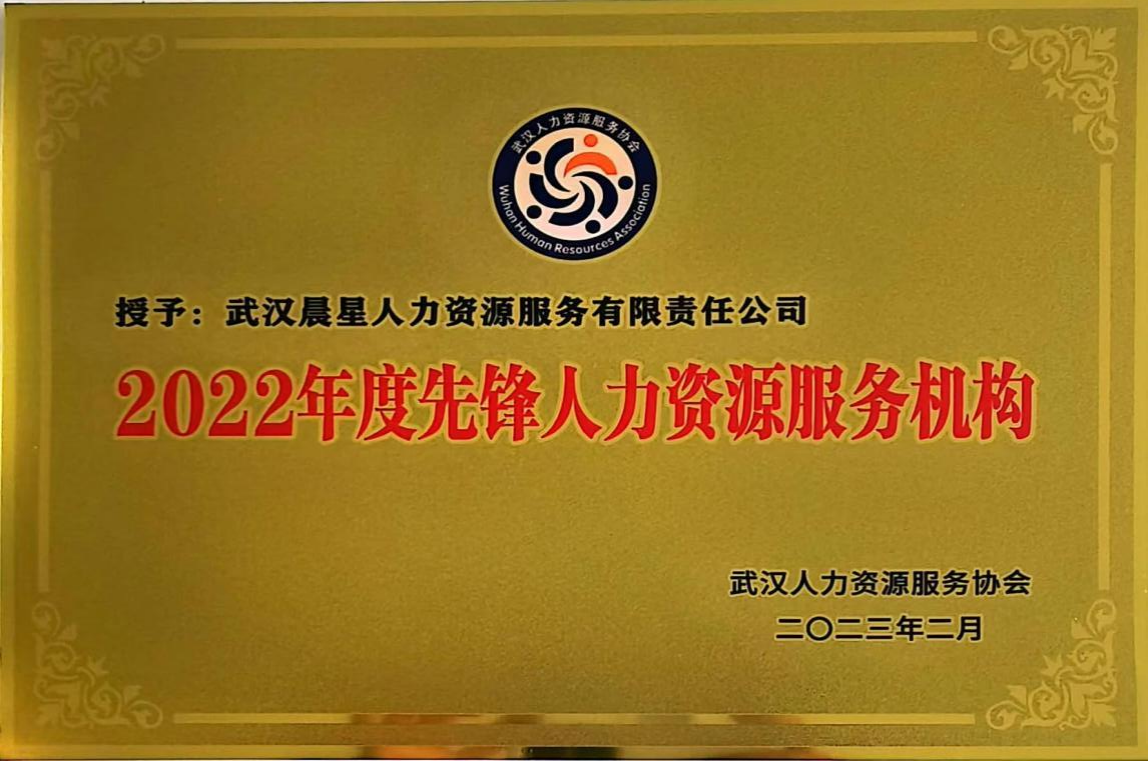 武汉人力资源服务协会
Wuhan Human Resources Association
授予：武汉晨星人力资源服务有限责任公司
2022年度先锋人力资源服务机构
武汉人力资源服务协会
二〇二三年二月